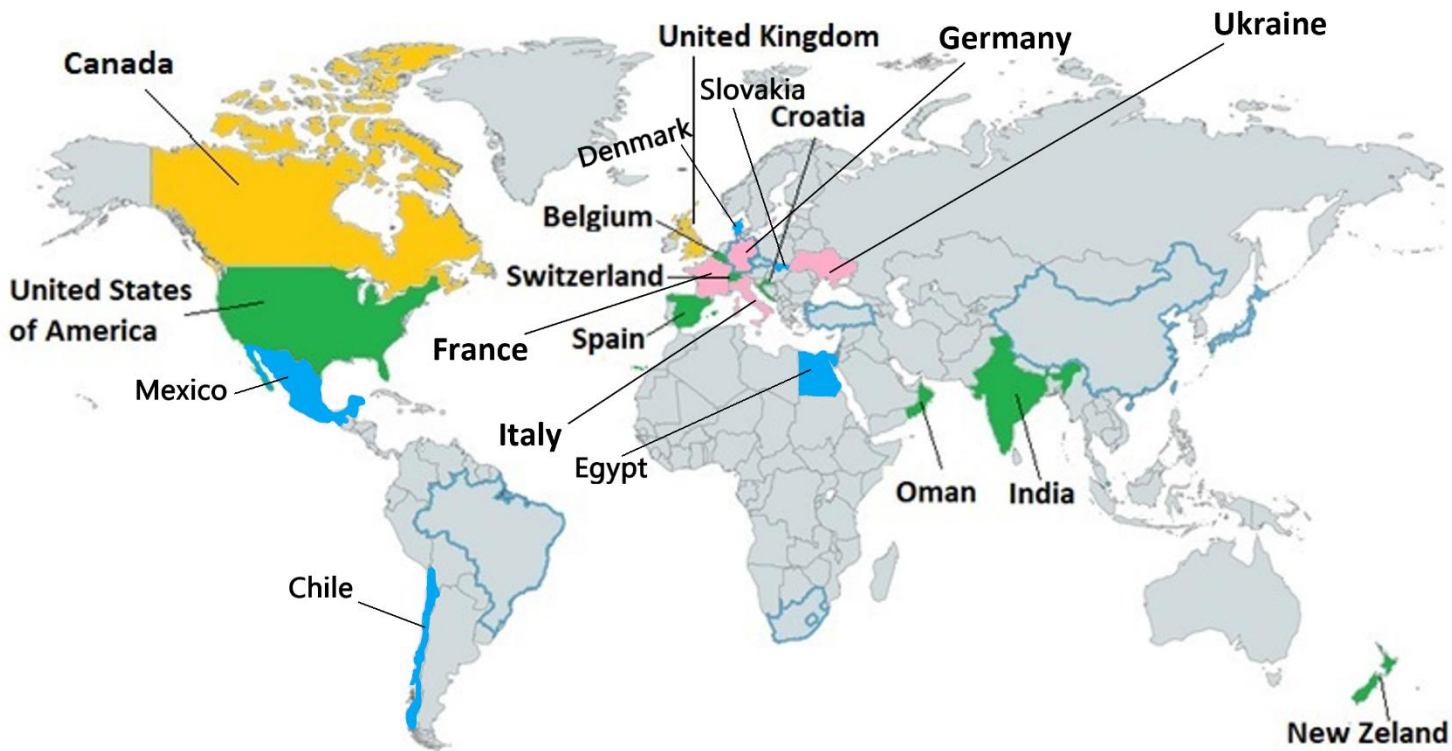 Ukraine
United Kingdom
Germany
Canada
Slovakia
Croatia
Denmark
Belgium
Switzerland
United States
of America
Spain
France
Mexico
Italy
Egypt
Oman
India
Chile
New Zeland